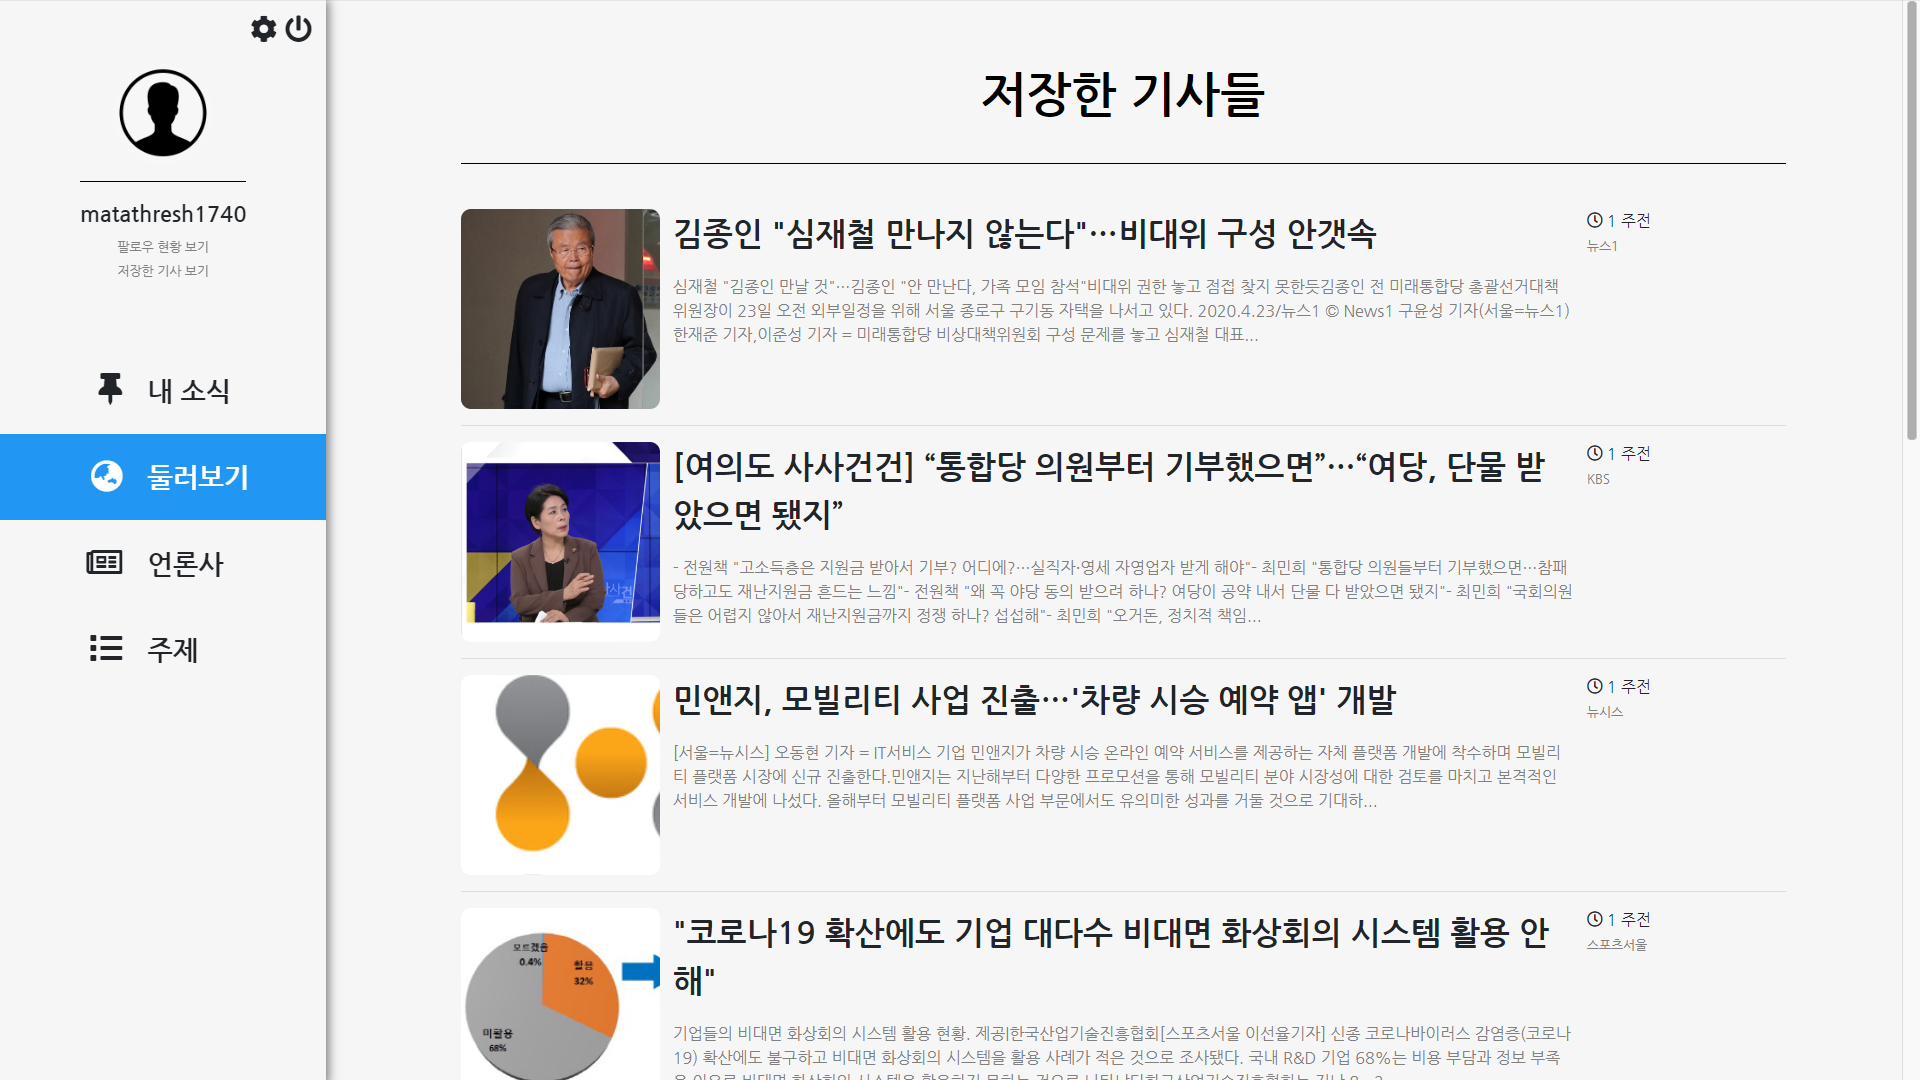 matathresh1740
팔로우 현황 보기
저장한 기사 보기
내 소식
둘러보기
언론사
주제
저장한 기사들
김종인 "심재철 만나지 않는다"…비대위 구성 안갯속
심재철 "김종인 만날 것"…김종인 "안 만난다, 가족 모임 참석"비대위 권한 놓고 점접 찾지 못한듯김종인 전 미래통합당 총괄선거대책
위원장이 23일 오전 외부일정을 위해 서울 종로구 구기동 자택을 나서고 있다. 2020.4.23/뉴스1 © News1 구윤성 기자(서울=뉴스1)
한재준 기자,이준성 기자 = 미래통합당 비상대책위원회 구성 문제를 놓고 심재철 대표...
1 주전
뉴스1
[여의도 사사건건] “통합당 의원부터 기부했으면”…“여당, 단물 받
았으면 됐지”
- 전원책 "고소득층은 지원금 받아서 기부? 어디에?…실직자·영세 자영업자 받게 해야"- 최민희 "통합당 의원들부터 기부했으면…참패
당하고도 재난지원금 흔드는 느낌"- 전원책 "왜 꼭 야당 동의 받으려 하나? 여당이 공약 내서 단물 다 받았으면 됐지"- 최민희 "국회의원
들은 어렵지 않아서 재난지원금까지 정쟁 하나? 섭섭해"- 최민희 "오거돈, 정치적 책임...
1 주전
KBS
민앤지, 모빌리티 사업 진출…'차량 시승 예약 앱' 개발
[서울=뉴시스] 오동현 기자 = IT서비스 기업 민앤지가 차량 시승 온라인 예약 서비스를 제공하는 자체 플랫폼 개발에 착수하며 모빌리
티 플랫폼 시장에 신규 진출한다.민앤지는 지난해부터 다양한 프로모션을 통해 모빌리티 분야 시장성에 대한 검토를 마치고 본격적인
서비스 개발에 나섰다. 올해부터 모빌리티 플랫폼 사업 부문에서도 유의미한 성과를 거둘 것으로 기대하...
1 주전
뉴시스
모르겠음
0.4%
활용
32%
미활용
68%
"코로나19 확산에도 기업 대다수 비대면 화상회의 시스템 활용 안
해"
기업들의 비대면 화상회의 시스템 활용 현황. 제공|한국산업기술진흥협회[스포츠서울 이선율기자] 신종 코로나바이러스 감염증(코로나
19) 확산에도 불구하고 비대면 화상회의 시스템을 활용 사례가 적은 것으로 조사됐다. 국내 R&D 기업 68%는 비용 부담과 정보 부족
1 주전
스포츠서울